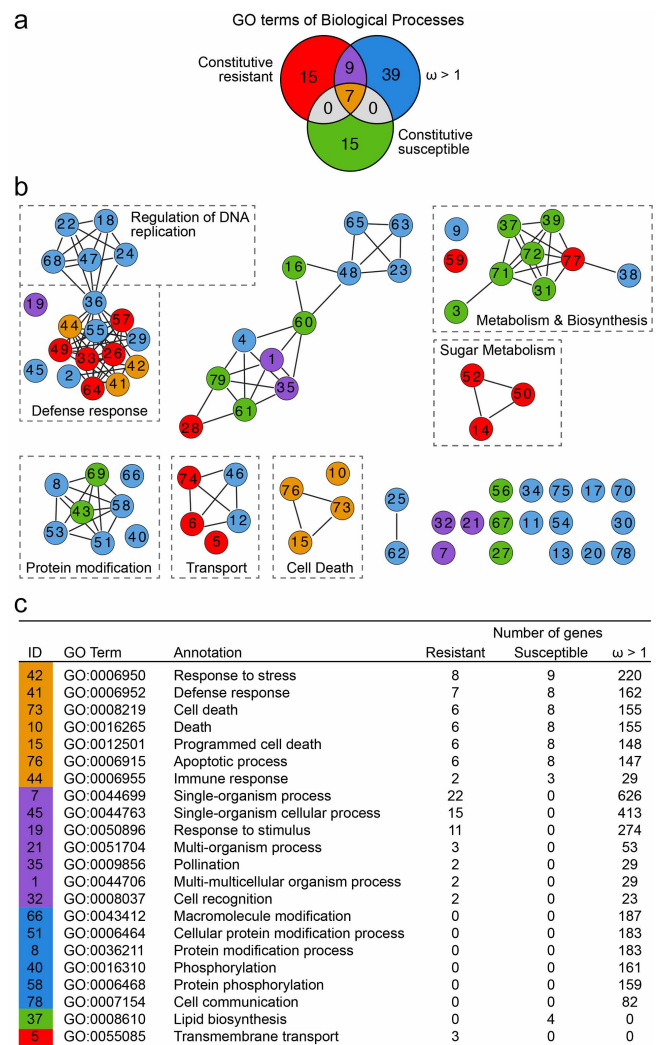 a
GO terms of Biological Processes
Constitutive
resistant
15
9
39
ω > 1
7
0
0
15
Constitutive
susceptible
b
Regulation of DNA
replication
22
18
68
47
24
36
19
44
57
55
29
49
33
26
42
45
2
64
41
Defense response
65
63
16
48
23
60
4
1
79
35
61
28
9
37
39
59
72
77
71
38
31
3
Metabolism & Biosynthesis
Sugar Metabolism
52
50
14
69
66
8
58
43
53
51
40
Protein modification
74
46
6
12
5
Transport
10
76
73
15
Cell Death
25
62
56
34
75
17
70
32
21
67
11
54
30
7
27
13
20
78
c
Number of genes
ID GO Term Annotation Resistant Susceptible ω > 1
42 GO:0006950 Response to stress 8 9 220
41 GO:0006952 Defense response 7 8 162
73 GO:0008219 Cell death 6 8 155
10 GO:0016265 Death 6 8 155
15 GO:0012501 Programmed cell death 6 8 148
76 GO:0006915 Apoptotic process 6 8 147
44 GO:0006955 Immune response 2 3 29
7 GO:0044699 Single-organism process 22 0 626
45 GO:0044763 Single-organism cellular process 15 0 413
19 GO:0050896 Response to stimulus 11 0 274
21 GO:0051704 Multi-organism process 3 0 53
35 GO:0009856 Pollination 2 0 29
1 GO:0044706 Multi-multicellular organism process 2 0 29
32 GO:0008037 Cell recognition 2 0 23
66 GO:0043412 Macromolecule modification 0 0 187
51 GO:0006464 Cellular protein modification process 0 0 183
8 GO:0036211 Protein modification process 0 0 183
40 GO:0016310 Phosphorylation 0 0 161
58 GO:0006468 Protein phosphorylation 0 0 159
78 GO:0007154 Cell communication 0 0 82
37 GO:0008610 Lipid biosynthesis 0 4 0
5 GO:0055085 Transmembrane transport 3 0 0